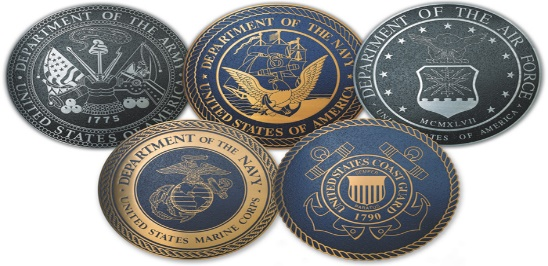 DEPARTMENT OF THE ARMY
UNITED STATES OF AMERICA
1775
DEPARTMENT OF THE NAVY
UNITED STATES OF AMERICA
DEPARTMENT OF THE AIR FORCE
MCMXLVII
UNITED STATES OF AMERICA
DEPARTMENT OF THE NAVY
UNITED STATES MARINE CORPS
UNITED STATES COAST GUARD
1790